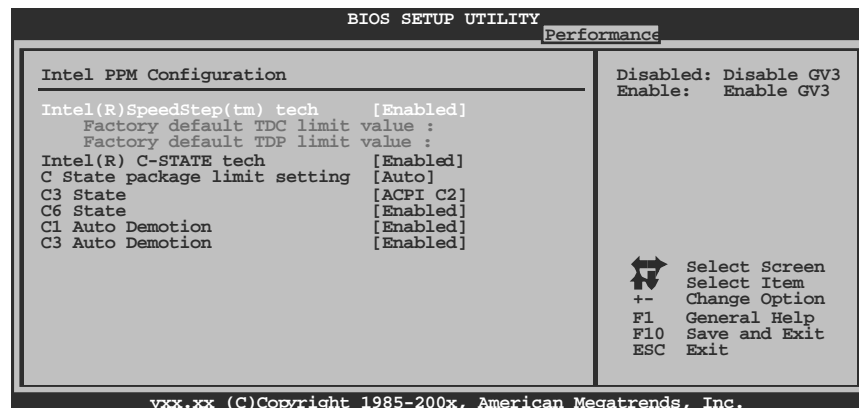 BIOS SETUP UTILITY
Performance
Intel PPM Configuration
Intel(R)SpeedStep(tm) tech [Enabled]
Factory default TDC limit value :
Factory default TDP limit value :
Intel(R) C-STATE tech [Enabled]
C State package limit setting [Auto]
C3 State [ACPI C2]
C6 State [Enabled]
C1 Auto Demotion [Enabled]
C3 Auto Demotion [Enabled]
Disabled: Disable GV3
Enable: Enable GV3
Select Screen
Select Item
+- Change Option
F1 General Help
F10 Save and Exit
ESC Exit
vxx.xx (C)Copyright 1985-200x, American Megatrends, Inc.